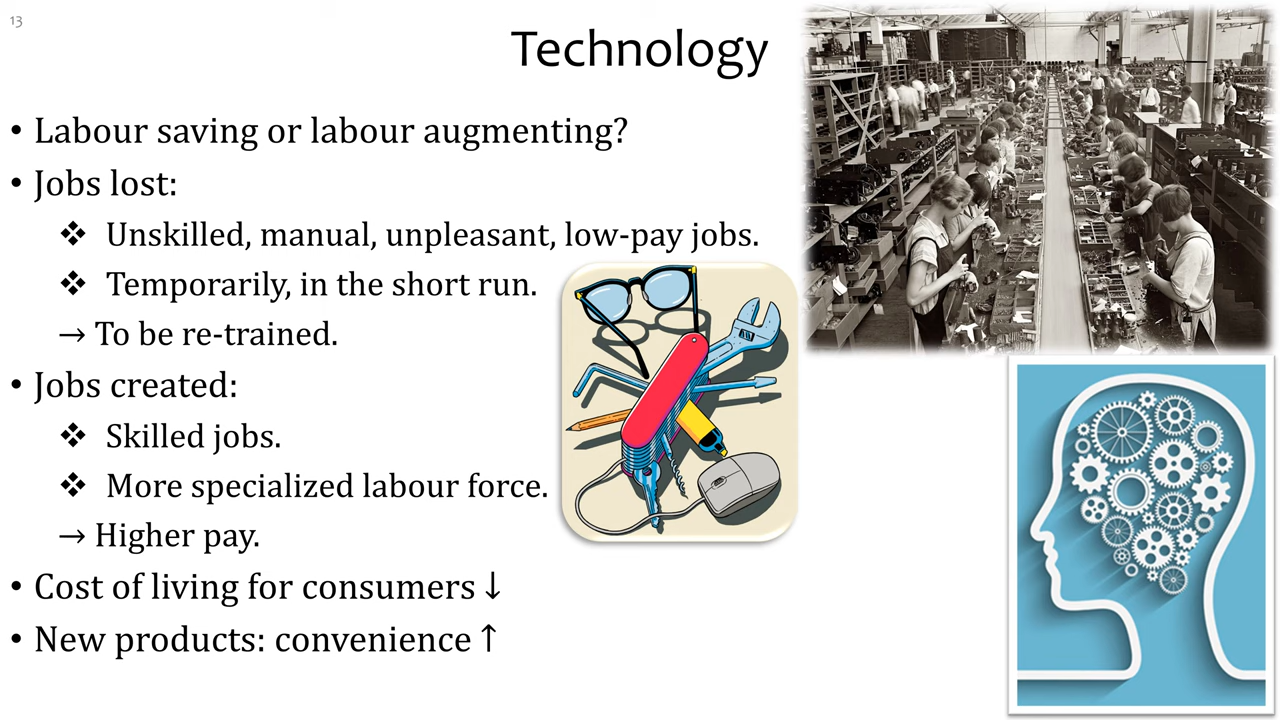 13
Technology
• Labour saving or labour augmenting?
• Jobs lost:
❖ Unskilled, manual, unpleasant, low-pay jobs.
❖ Temporarily, in the short run.
→ To be re-trained.
• Jobs created:
❖ Skilled jobs.
❖ More specialized labour force.
→ Higher pay.
• Cost of living for consumers ↓
• New products: convenience ↑